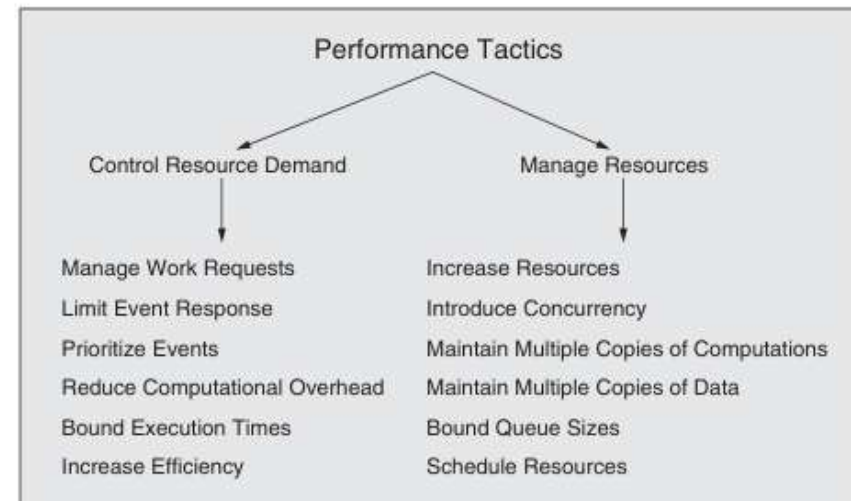 Performance Tactics
Control Resource Demand
Manage Resources
Manage Work Requests
Limit Event Response
Prioritize Events
Reduce Computational Overhead
Bound Execution Times
Increase Efficiency
Increase Resources
Introduce Concurrency
Maintain Multiple Copies of Computations
Maintain Multiple Copies of Data
Bound Queue Sizes
Schedule Resources